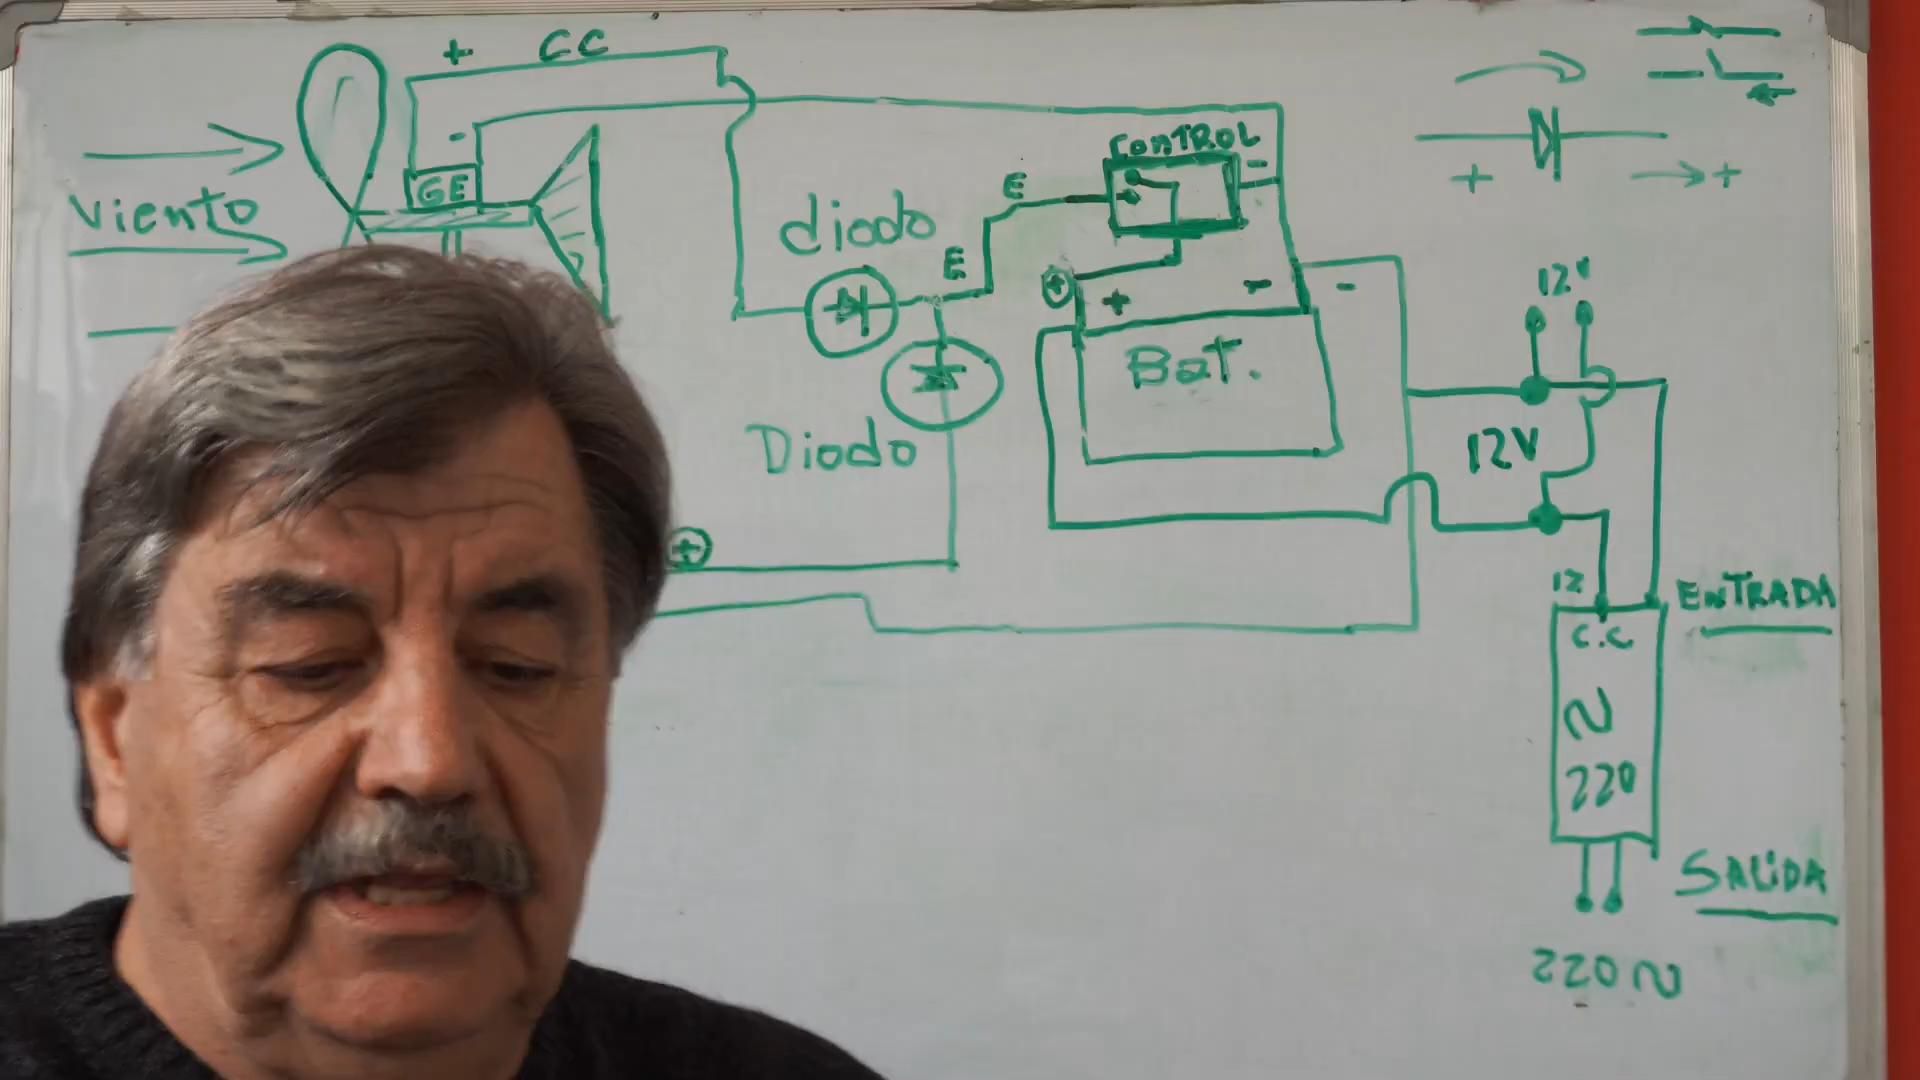 + CC
-
GE
Viento
CONTROL
-
E
diodo
E
+
+
-
-
Bat.
Diodo
+
+
→+
12V
12V
12
ENTRADA
C.C
220
SALIDA
220